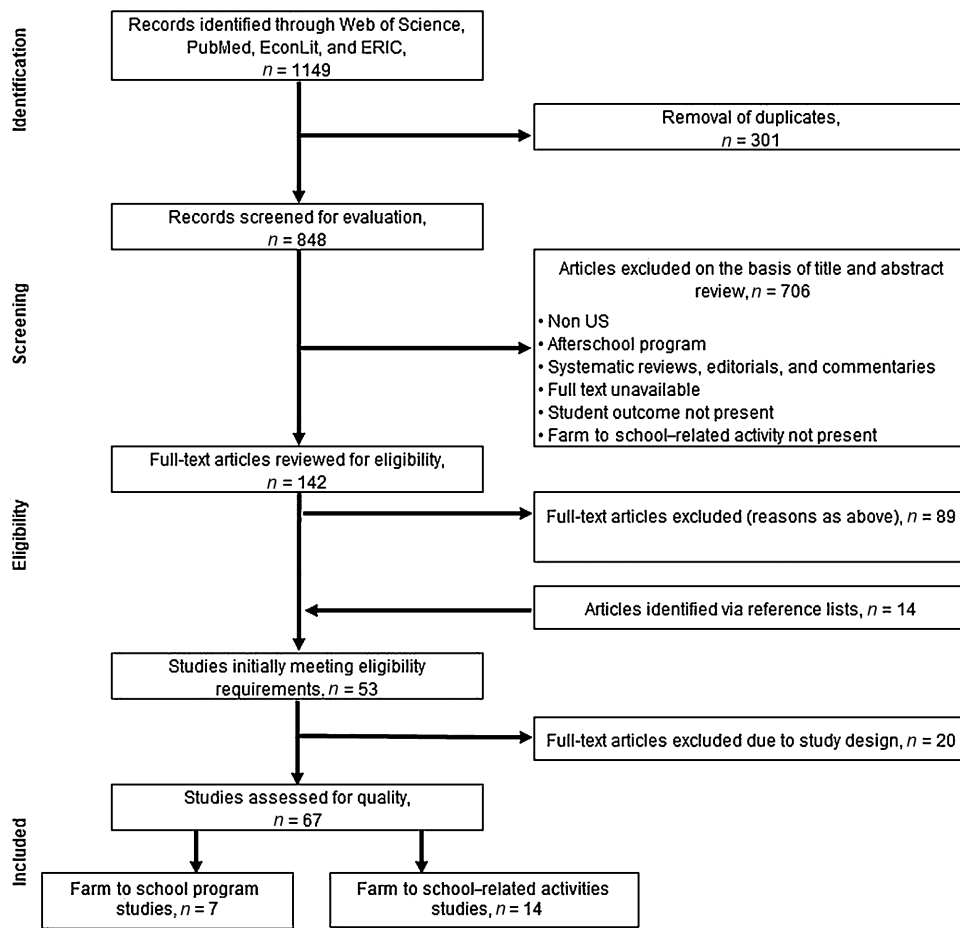 Identification
Records identified through Web of Science,
PubMed, EconLit, and ERIC,
n = 1149
Removal of duplicates,
n = 301
Screening
Records screened for evaluation,
n = 848
Articles excluded on the basis of title and abstract
review, n = 706
• Non US
• Afterschool program
• Systematic reviews, editorials, and commentaries
• Full text unavailable
• Student outcome not present
• Farm to school–related activity not present
Eligibility
Full-text articles reviewed for eligibility,
n = 142
Full-text articles excluded (reasons as above), n = 89
Articles identified via reference lists, n = 14
Studies initially meeting eligibility
requirements, n = 53
Full-text articles excluded due to study design, n = 20
Included
Studies assessed for quality,
n = 67
Farm to school program
studies, n = 7
Farm to school–related activities
studies, n = 14